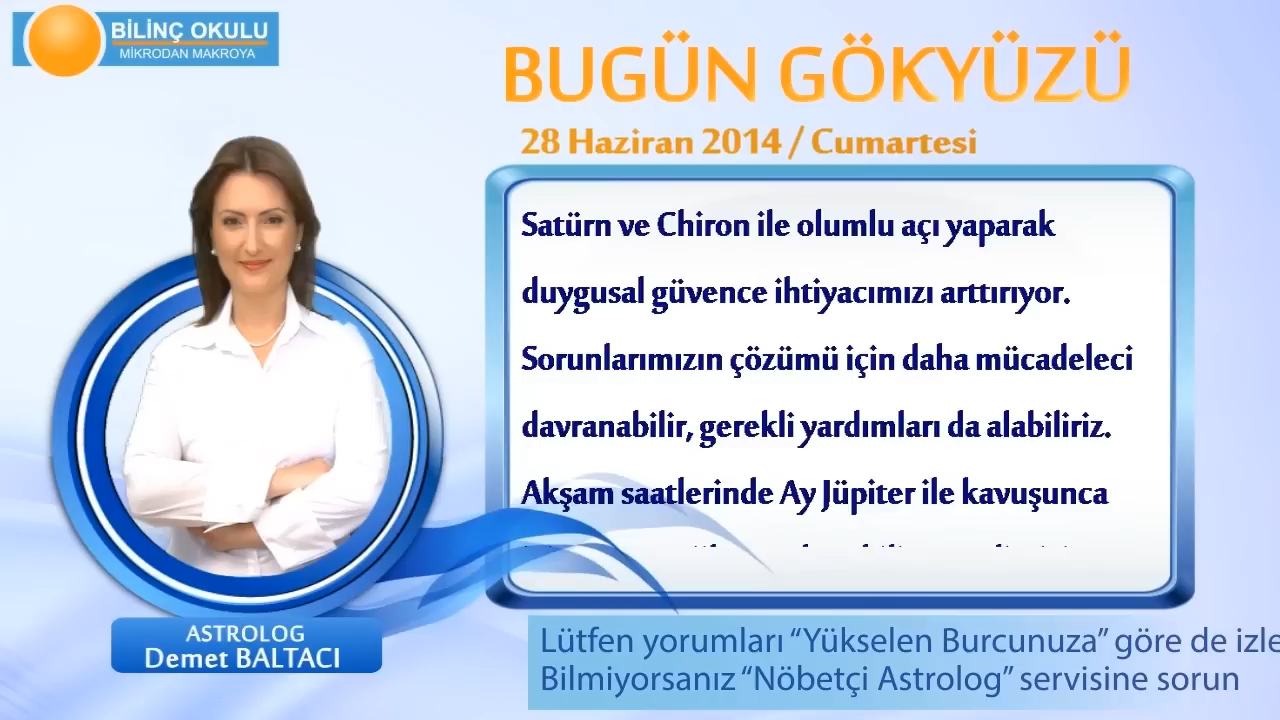 BİLİNÇ OKULU
MİKRODAN MAKROYA
BUGÜN GÖKYÜZÜ
28 Haziran 2014 / Cumartesi
Satürn ve Chiron ile olumlu açı yaparak
duygusal güvence ihtiyacımızı arttırıyor.
Sorunlarımızın çözümü için daha mücadeleci
davranabilir, gerekli yardımları da alabiliriz.
Akşam saatlerinde Ay Jüpiter ile kavuşunca
ASTROLOG
Demet BALTACI
Lütfen yorumları “Yükselen Burcunuza” göre de izle
Bilmiyorsanız “Nöbetçi Astrolog” servisine sorun